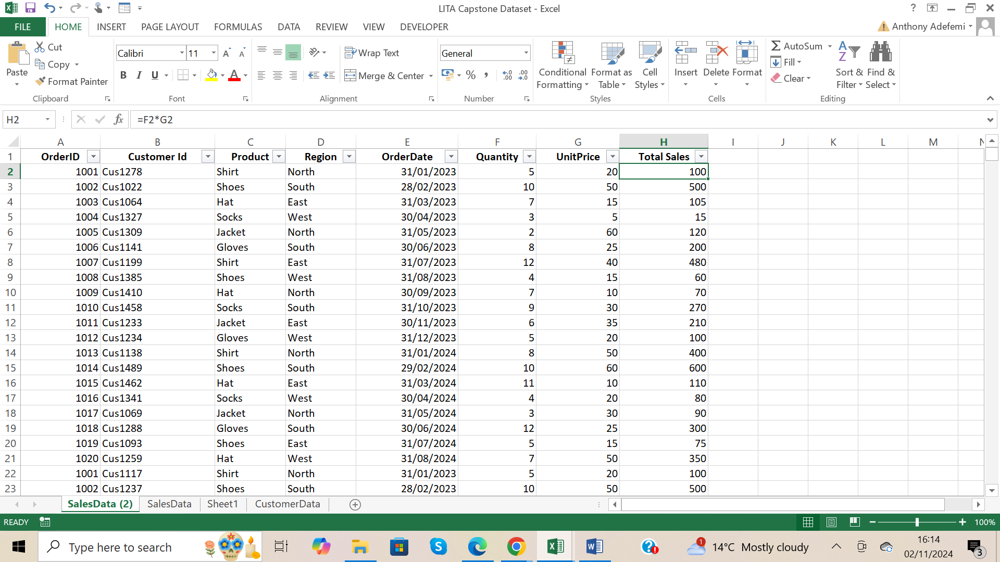 LITA Capstone Dataset - Excel
?
FILE HOME INSERT PAGE LAYOUT FORMULAS DATA REVIEW VIEW DEVELOPER Anthony Adefemi
Paste
Cut
Copy
Format Painter
Calibri 11
B I U A
Wrap Text
Merge & Center
General
%
Conditional Formatting
Format as Table
Cell Styles
Insert
Delete
Format
AutoSum
Fill
Clear
Sort & Filter
Find & Select
Clipboard Font Alignment Number Styles Cells Editing
H2 fx =F2*G2
A B C D E F G H I J K L M N
1 OrderID Customer Id Product Region OrderDate Quantity UnitPrice Total Sales
2 1001 Cus1278 Shirt North 31/01/2023 5 20 100
3 1002 Cus1022 Shoes South 28/02/2023 10 50 500
4 1003 Cus1064 Hat East 31/03/2023 7 15 105
5 1004 Cus1327 Socks West 30/04/2023 3 5 15
6 1005 Cus1309 Jacket North 31/05/2023 2 60 120
7 1006 Cus1141 Gloves South 30/06/2023 8 25 200
8 1007 Cus1199 Shirt East 31/07/2023 12 40 480
9 1008 Cus1385 Shoes West 31/08/2023 4 15 60
10 1009 Cus1410 Hat North 30/09/2023 7 10 70
11 1010 Cus1458 Socks South 31/10/2023 9 30 270
12 1011 Cus1233 Jacket East 30/11/2023 6 35 210
13 1012 Cus1234 Gloves West 31/12/2023 5 20 100
14 1013 Cus1138 Shirt North 31/01/2024 8 50 400
15 1014 Cus1489 Shoes South 29/02/2024 10 60 600
16 1015 Cus1462 Hat East 31/03/2024 11 10 110
17 1016 Cus1341 Socks West 30/04/2024 4 20 80
18 1017 Cus1069 Jacket North 31/05/2024 3 30 90
19 1018 Cus1288 Gloves South 30/06/2024 12 25 300
20 1019 Cus1093 Shoes East 31/07/2024 5 15 75
21 1020 Cus1259 Hat West 31/08/2024 7 50 350
22 1001 Cus1117 Shirt North 31/01/2023 5 20 100
23 1002 Cus1237 Shoes South 28/02/2023 10 50 500
SalesData (2) SalesData Sheet1 CustomerData
READY 100%
Type here to search
1
14°C Mostly cloudy
16:14
02/11/2024
3